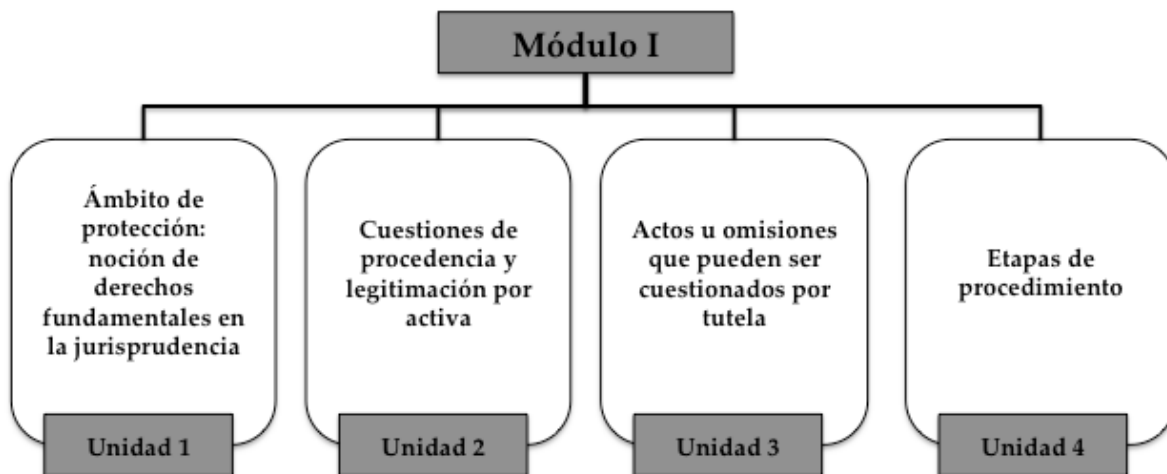 Módulo I
Ámbito de
protección:
noción de
derechos
fundamentales en
la jurisprudencia
Unidad 1
Cuestiones de
procedencia y
legitimación por
activa
Unidad 2
Actos u omisiones
que pueden ser
cuestionados por
tutela
Unidad 3
Etapas de
procedimiento
Unidad 4